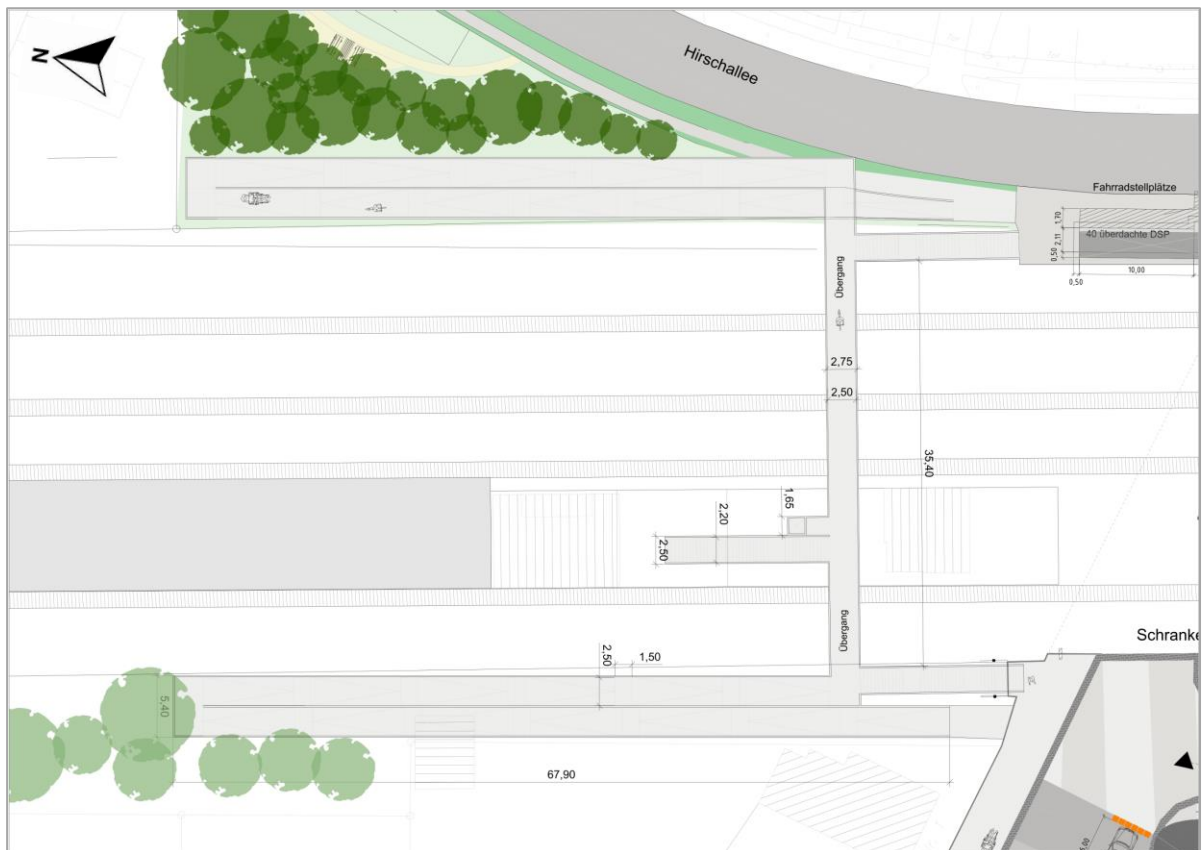 N
Hirschallee
Fahrradstellplätze
1,70
40 überdachte DSP
2,11
0,50
10,00
0,50
Übergang
2,75
2,50
35,40
1,65
2,20
2,50
Übergang
Schranke
2,50
1,50
5,40
67,90